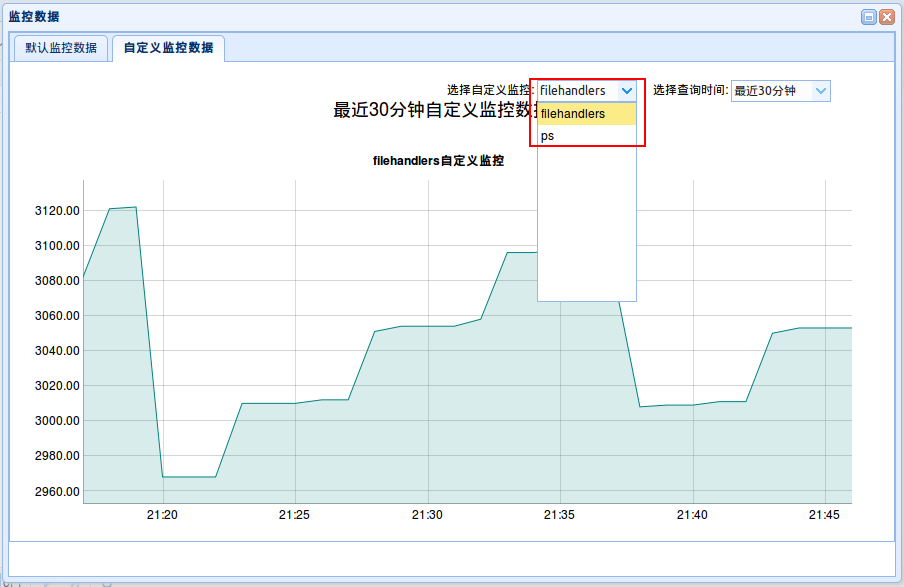 监控数据
默认监控数据
自定义监控数据
选择自定义监控: filehandlers 选择查询时间: 最近30分钟
最近30分钟自定义监控数
filehandlers
ps
filehandlers自定义监控
3120.00
3100.00
3080.00
3060.00
3040.00
3020.00
3000.00
2980.00
2960.00
21:20 21:25 21:30 21:35 21:40 21:45